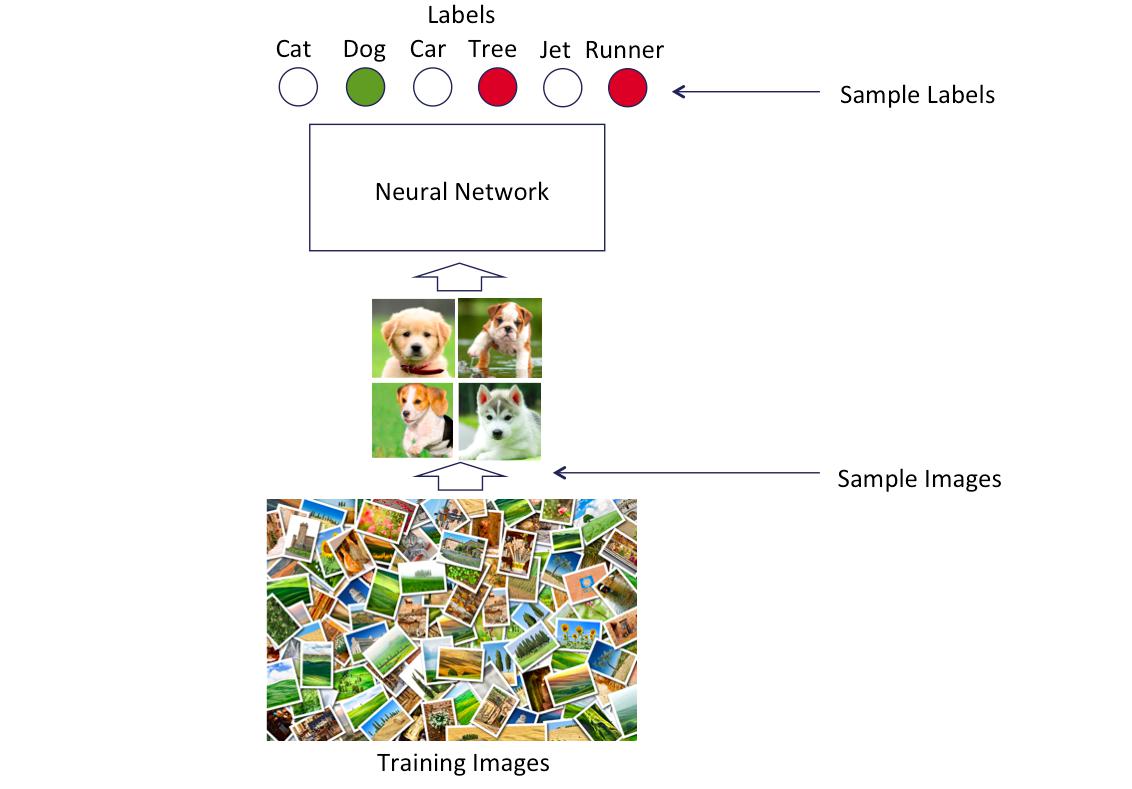 Labels
Cat Dog Car Tree Jet Runner
Sample Labels
Neural Network
Sample Images
Training Images